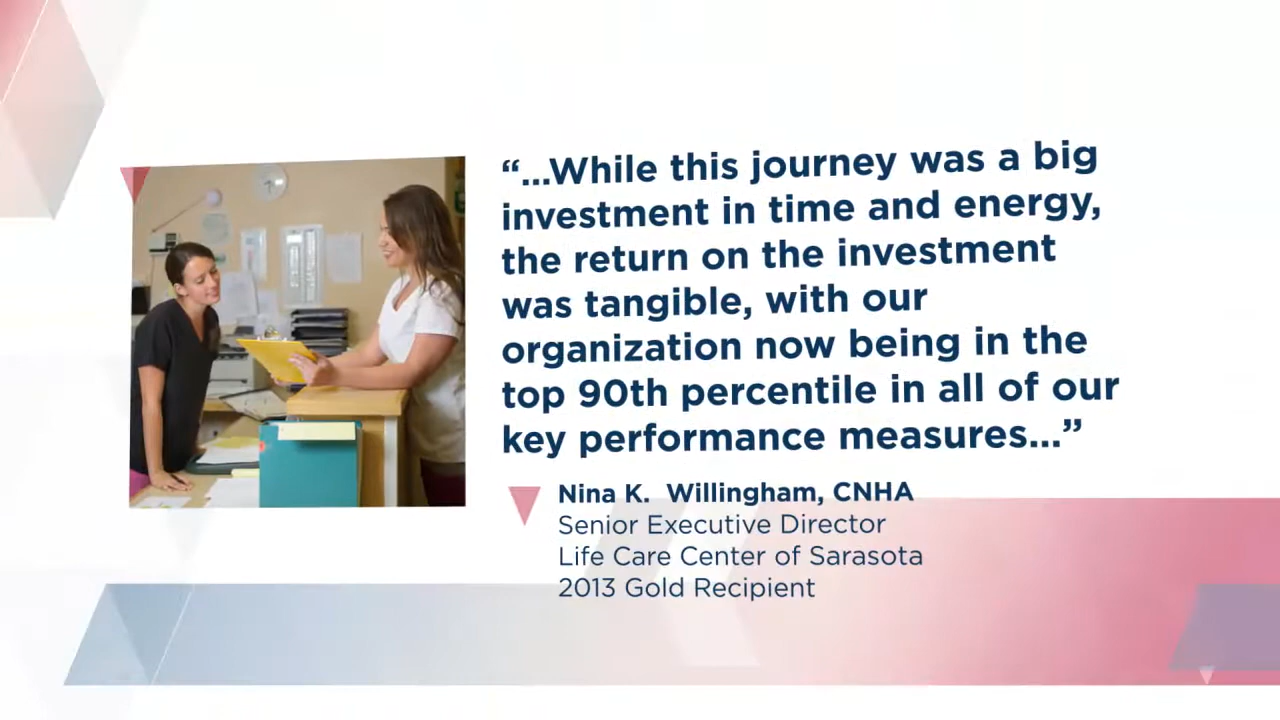 “...While this journey was a big
investment in time and energy,
the return on the investment
was tangible, with our
organization now being in the
top 90th percentile in all of our
key performance measures...”
Nina K.  Willingham, CNHA
Senior Executive Director
Life Care Center of Sarasota
2013 Gold Recipient